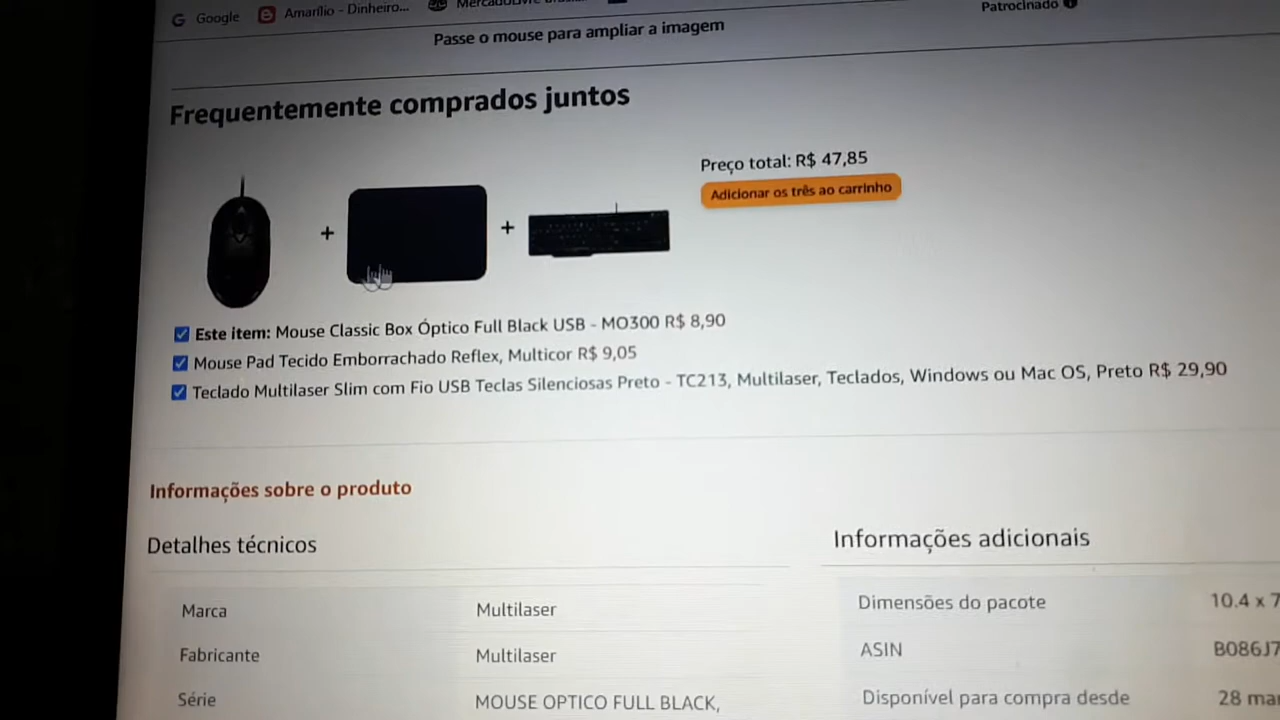 Google
Amarílio - Dinheiro...
Patrocinado
Passe o mouse para ampliar a imagem
Frequentemente comprados juntos
Preço total: R$ 47,85
Adicionar os três ao carrinho
+
+
Este item: Mouse Classic Box Óptico Full Black USB - MO300 R$ 8,90
Mouse Pad Tecido Emborrachado Reflex, Multicor R$ 9,05
Teclado Multilaser Slim com Fio USB Teclas Silenciosas Preto - TC213, Multilaser, Teclados, Windows ou Mac OS, Preto R$ 29,90
Informações sobre o produto
Detalhes técnicos
Informações adicionais
Marca Multilaser
Dimensões do pacote 10.4 x 7
Fabricante Multilaser
ASIN B086J7
Série MOUSE OPTICO FULL BLACK,
Disponível para compra desde 28 mar